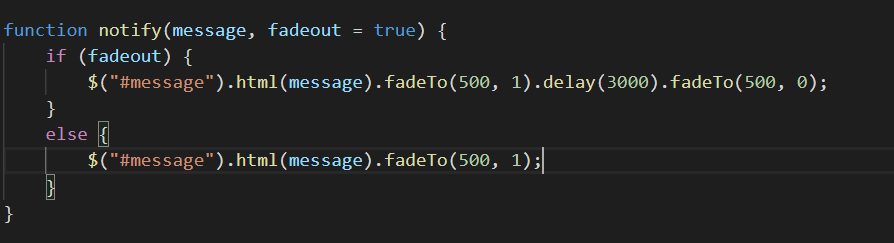 function notify(message, fadeout = true) {
    if (fadeout) {
        $("#message").html(message).fadeTo(500, 1).delay(3000).fadeTo(500, 0);
    }
    else {
        $("#message").html(message).fadeTo(500, 1);
    }
}